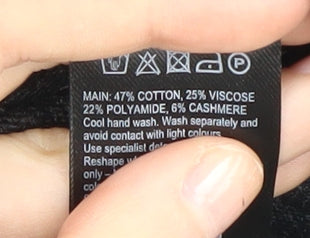 P
MAIN: 47% COTTON, 25% VISCOSE
22% POLYAMIDE, 6% CASHMERE
Cool hand wash. Wash separately and
avoid contact with light colours.
Use specialist
Reshape
only –